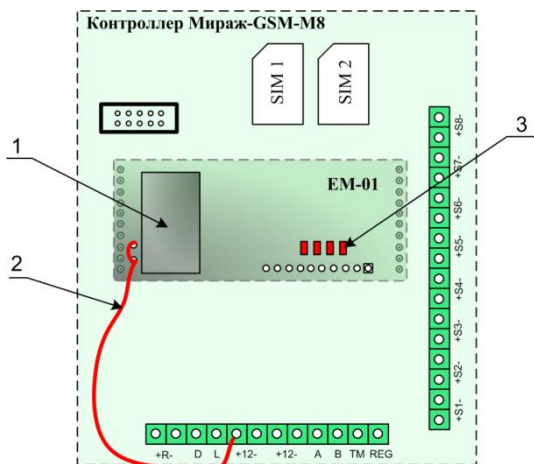 Контроллер Мираж-GSM-M8
SIM 1
SIM 2
1
3
EM-01
2
+S8-
+S7-
+S6-
+S5-
+S4-
+S3-
+S2-
+S1-
+R- D L +12- +12- A B TM REG